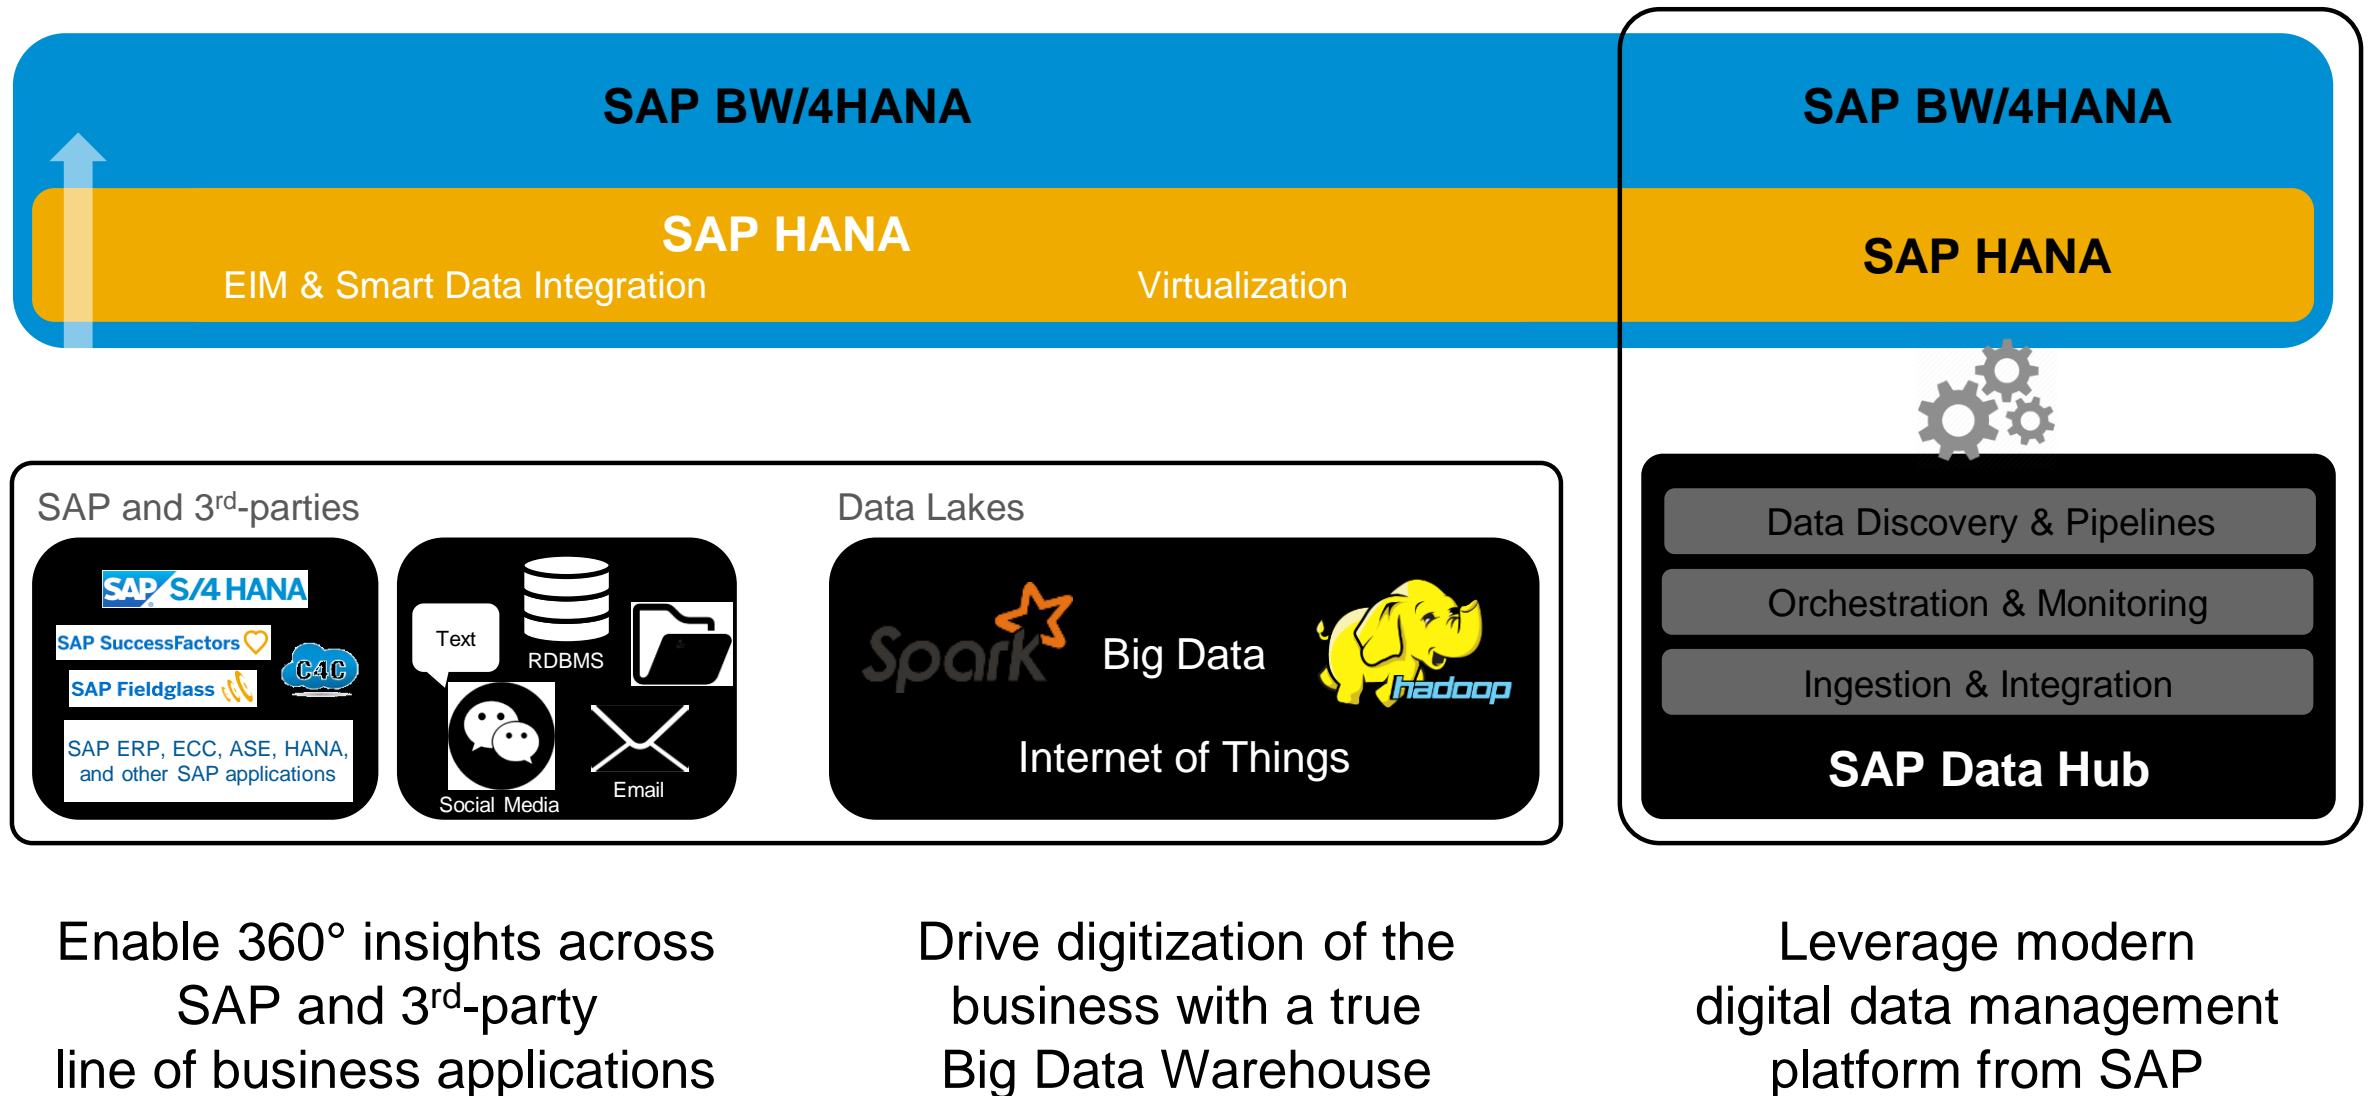 SAP BW/4HANA
SAP BW/4HANA
SAP HANA
EIM & Smart Data Integration
Virtualization
SAP HANA
SAP and 3rd-parties
SAP S/4 HANA
SAP SuccessFactors
C4C
SAP Fieldglass
SAP ERP, ECC, ASE, HANA,
and other SAP applications
Text
RDBMS
Social Media
Email
Data Lakes
Spark
Big Data
hadoop
Internet of Things
Data Discovery & Pipelines
Orchestration & Monitoring
Ingestion & Integration
SAP Data Hub
Enable 360° insights across
SAP and 3rd-party
line of business applications
Drive digitization of the
business with a true
Big Data Warehouse
Leverage modern
digital data management
platform from SAP